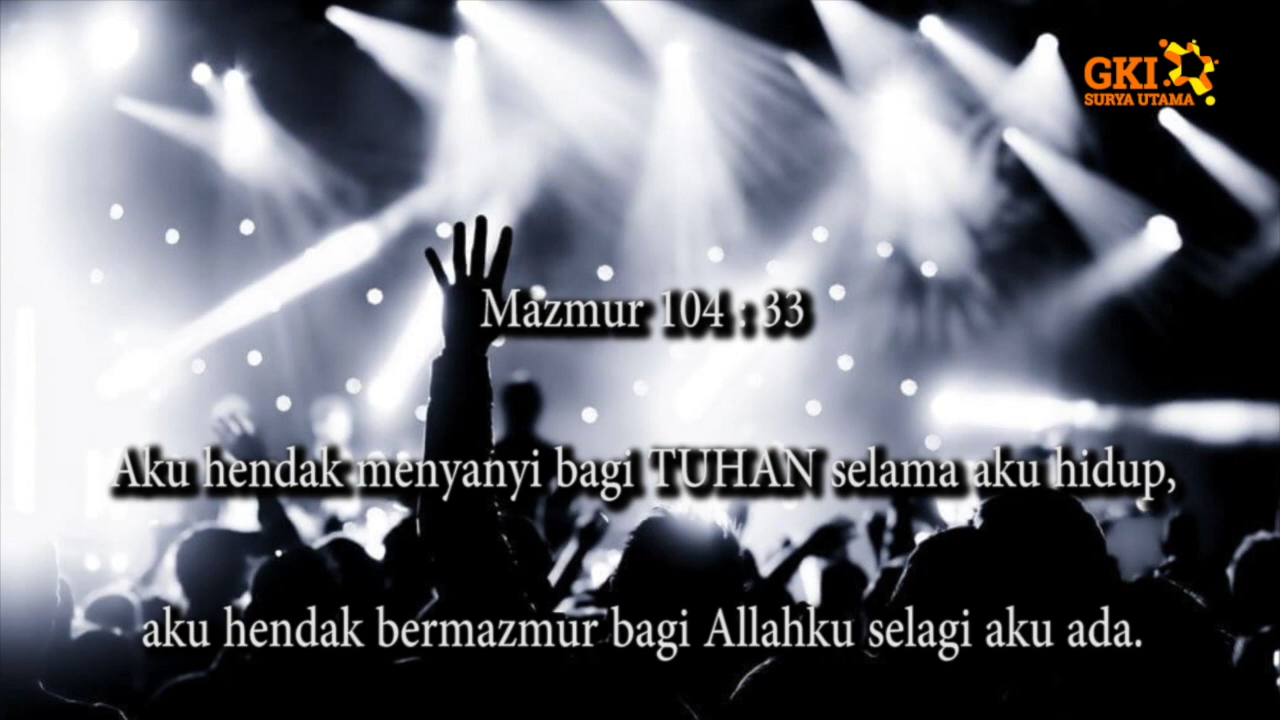 GKI
SURYA UTAMA
Mazmur 104 : 33
Aku hendak menyanyi bagi TUHAN selama aku hidup,
aku hendak bermazmur bagi Allahku selagi aku ada.